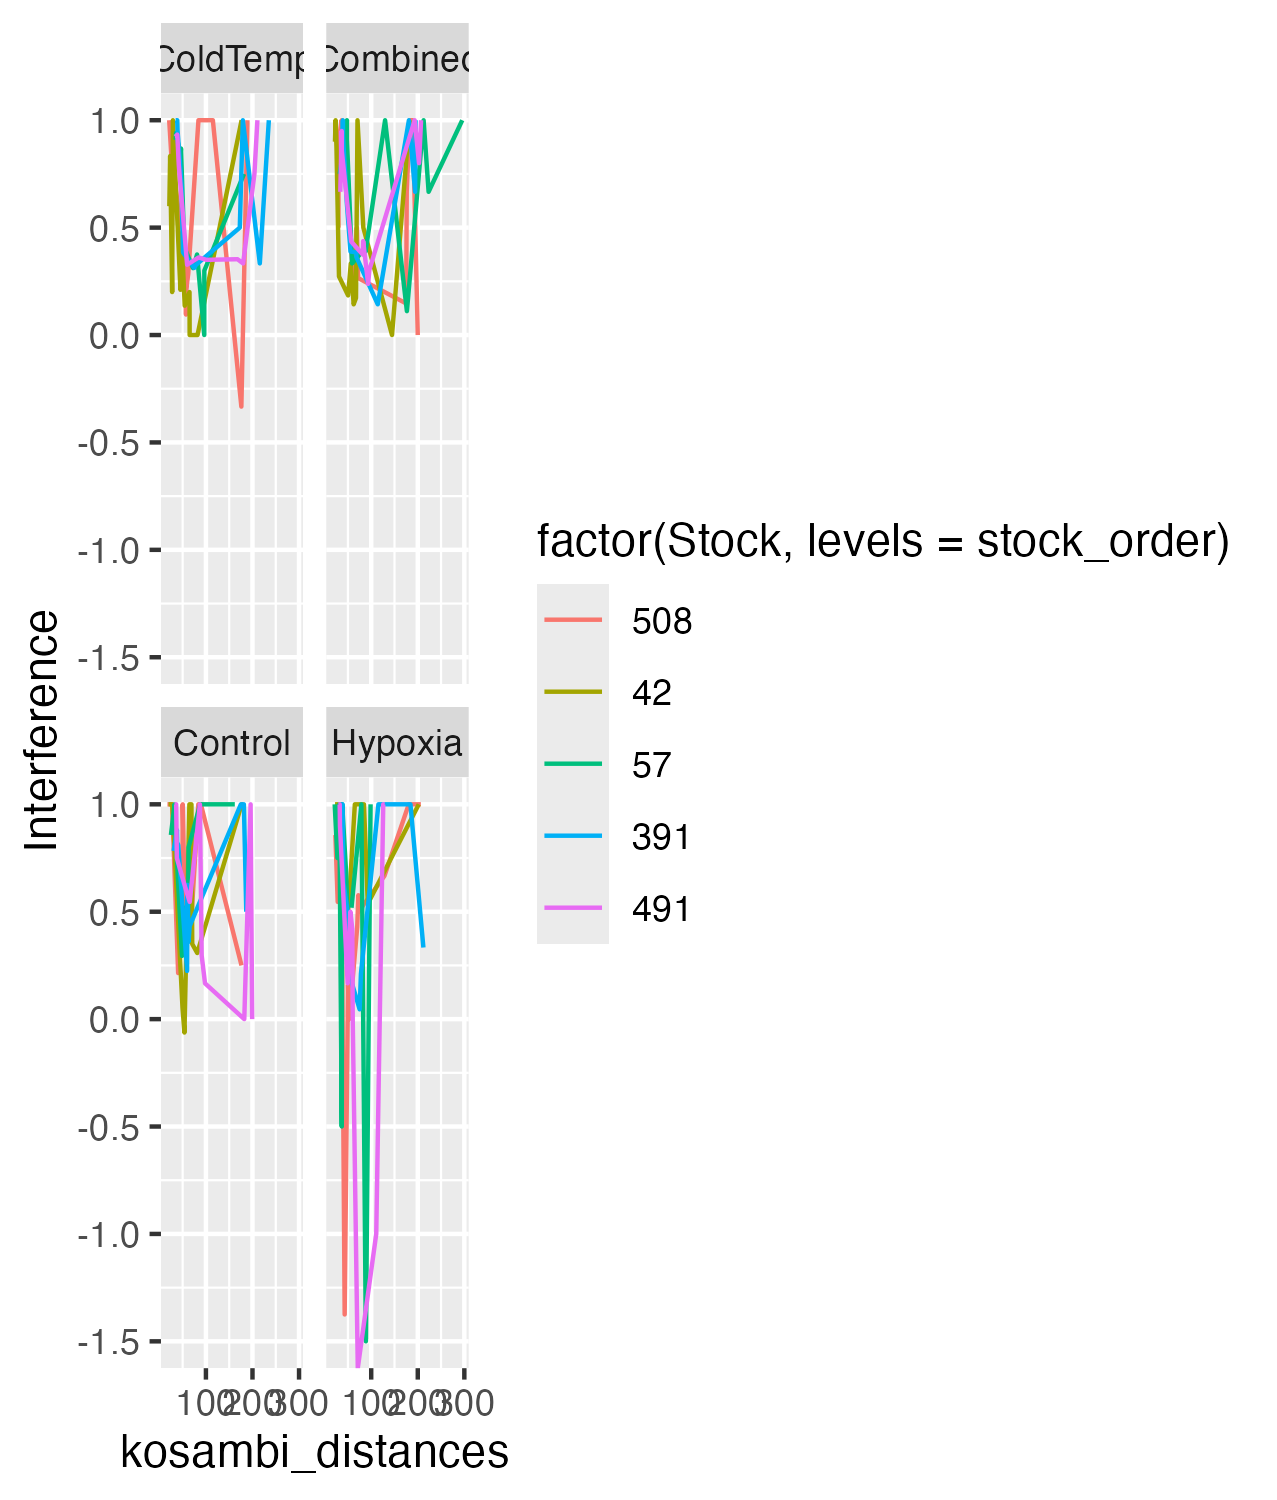 ColdTemp Combined
1.0
0.5
0.0
-0.5
-1.0
-1.5
Control Hypoxia
1.0
0.5
0.0
-0.5
-1.0
-1.5
100 200 300 100 200 300
kosambi_distances
Interference
factor(Stock, levels = stock_order)
508
42
57
391
491